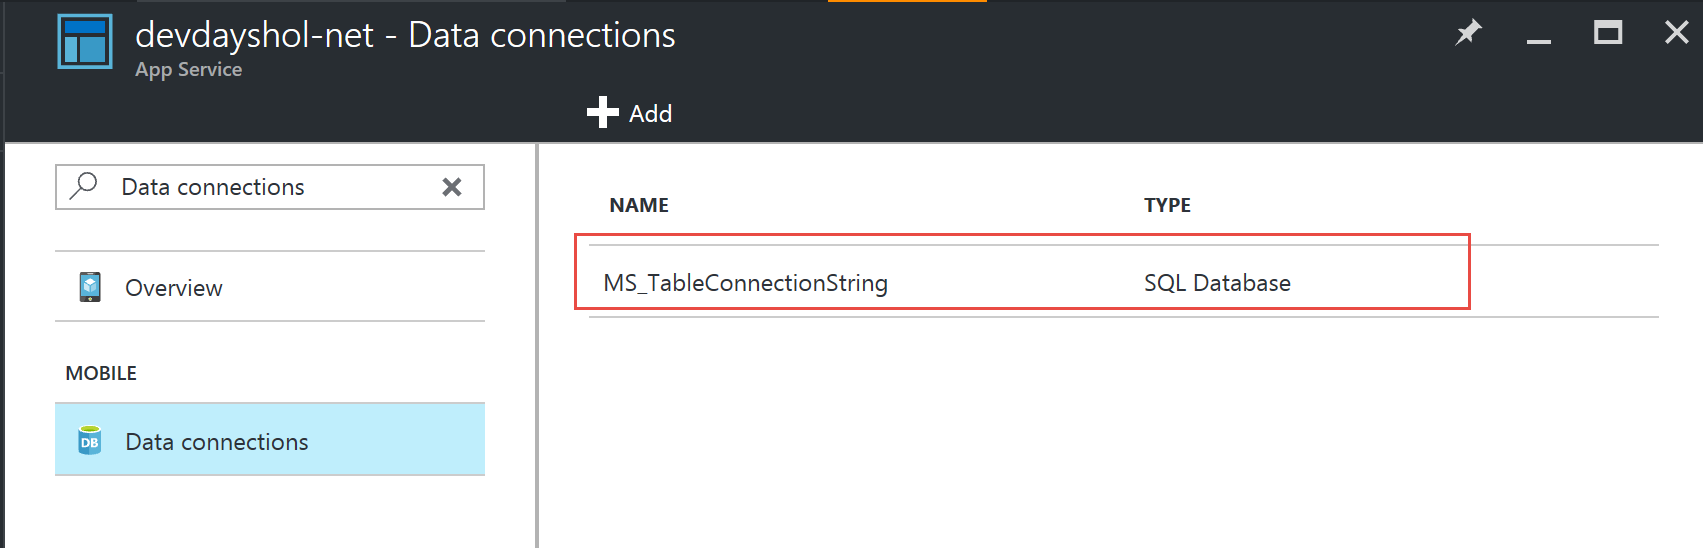 devdayshol-net - Data connections
App Service
Add
Data connections
Overview
MOBILE
DB
Data connections
NAME TYPE
MS_TableConnectionString SQL Database